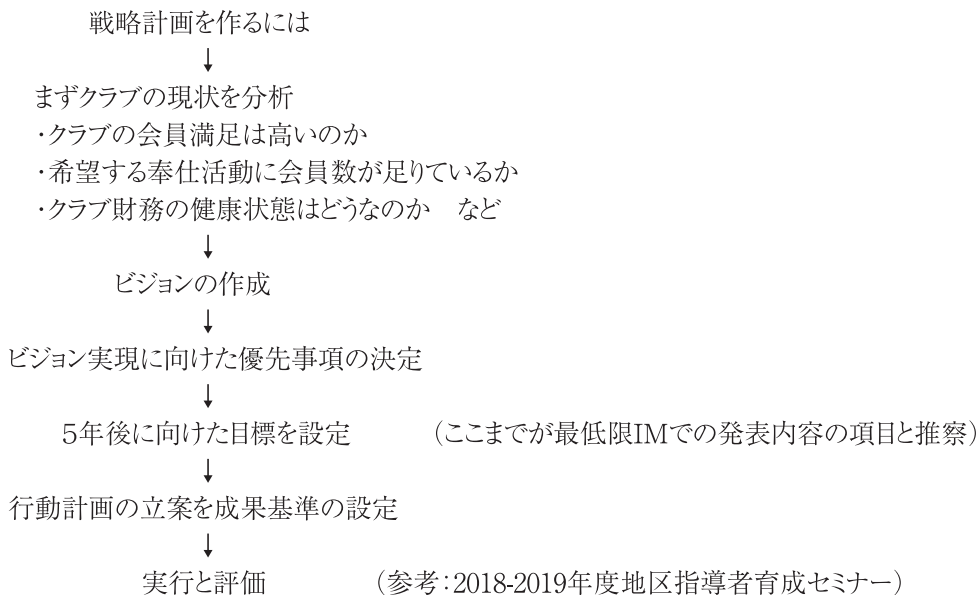 戦略計画を作るには
↓
まずクラブの現状を分析
・クラブの会員満足は高いのか
・希望する奉仕活動に会員数が足りているか
・クラブ財務の健康状態はどうなのか　など
↓
ビジョンの作成
↓
ビジョン実現に向けた優先事項の決定
↓
5年後に向けた目標を設定　（ここまでが最低限IMでの発表内容の項目と推察）
↓
行動計画の立案を成果基準の設定
↓
実行と評価　（参考：2018-2019年度地区指導者育成セミナー）